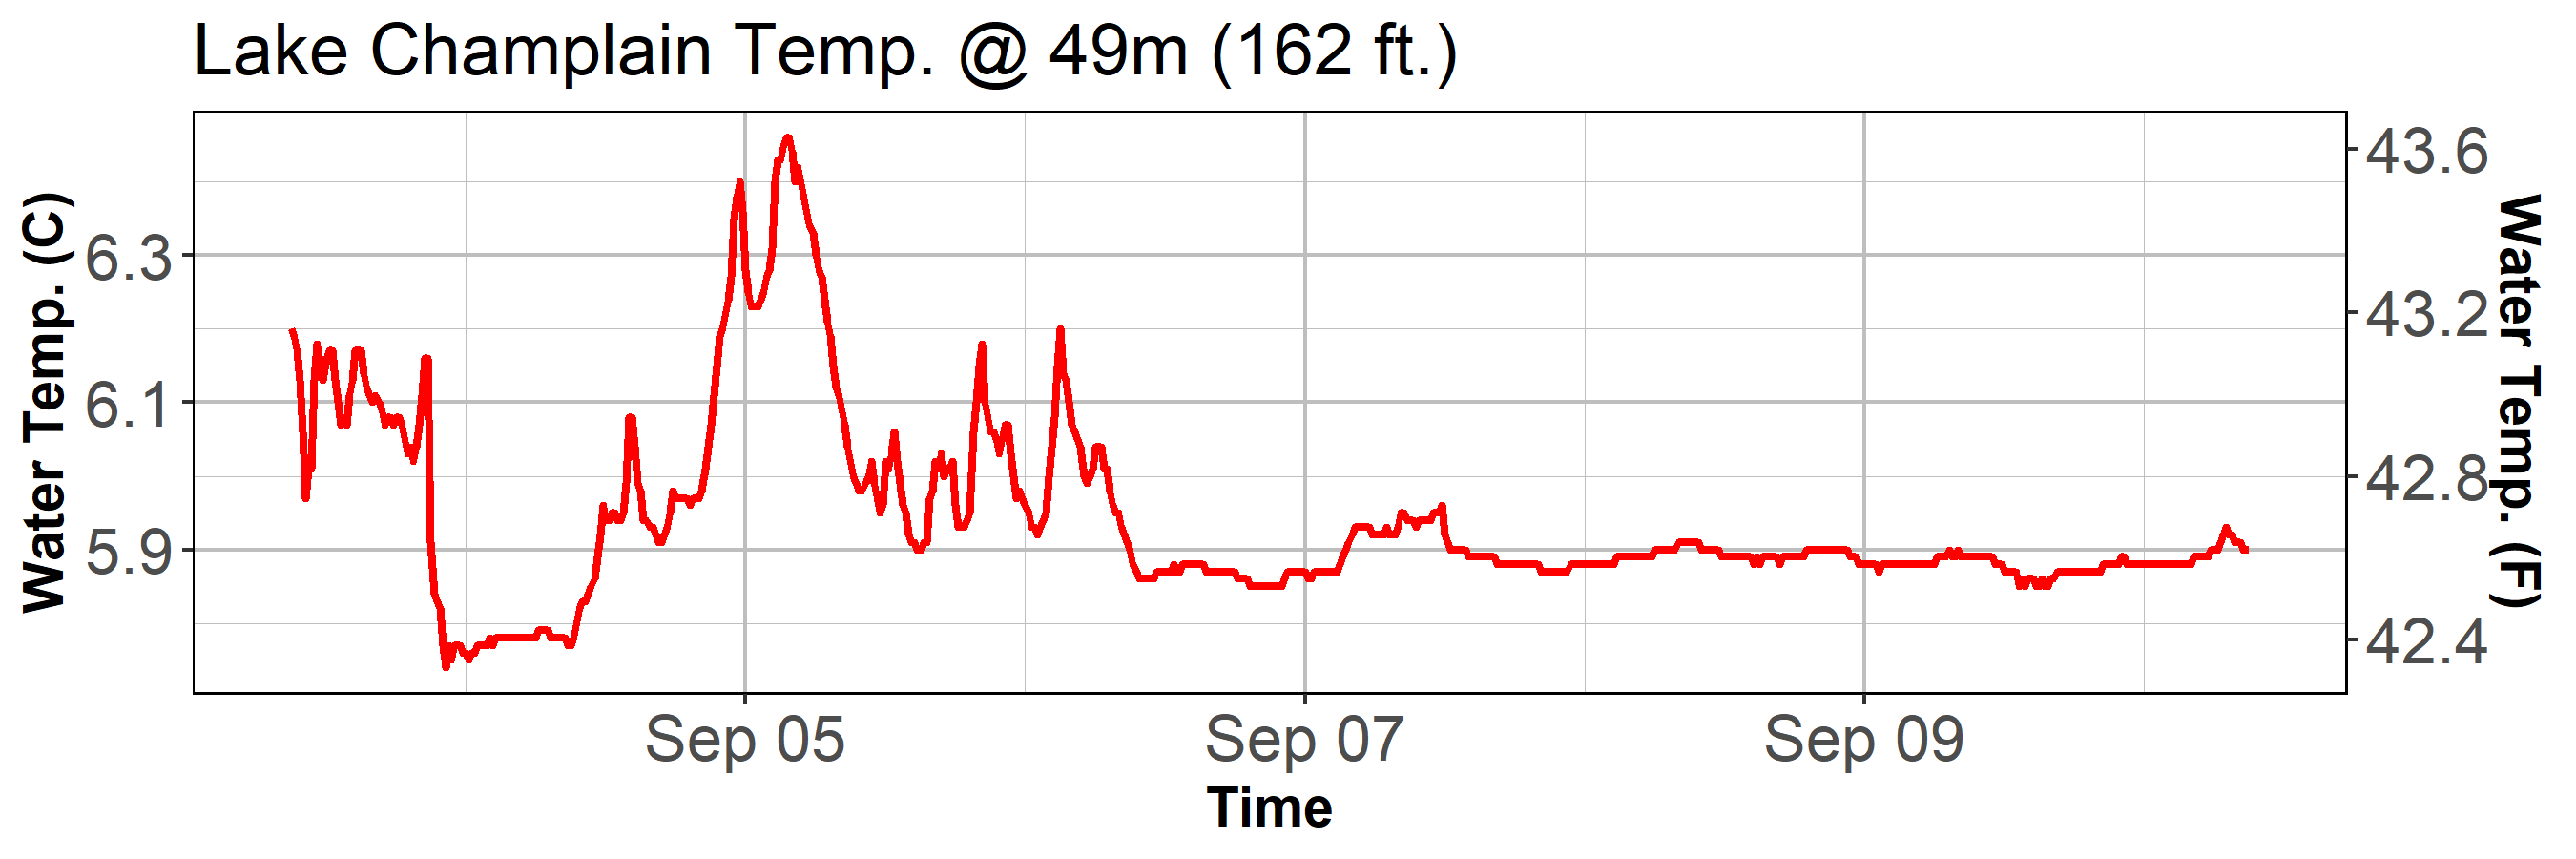 Lake Champlain Temp. @ 49m (162 ft.)
Water Temp. (C)
6.3
6.1
5.9
43.6
43.2
42.8
42.4
Water Temp. (F)
Sep 05 Sep 07 Sep 09
Time